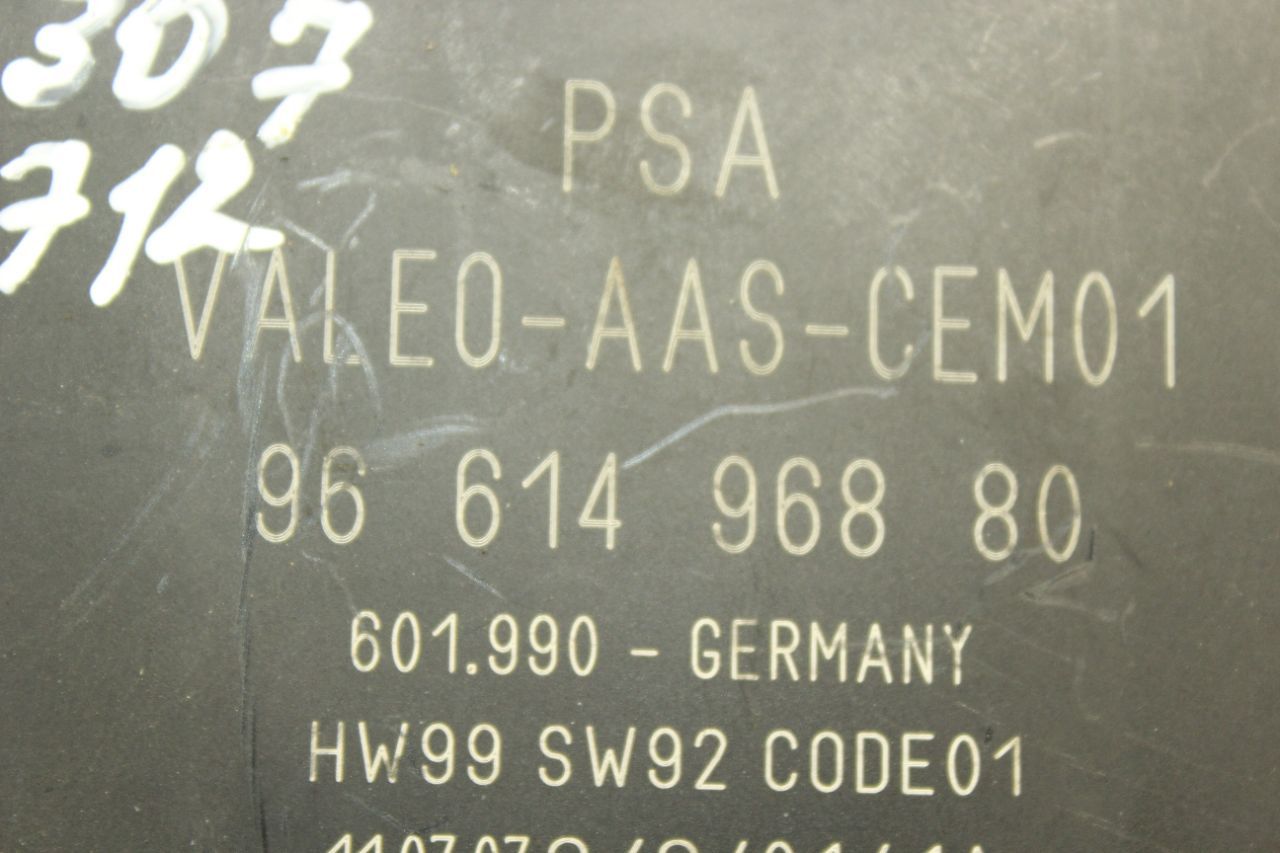 307
712
PSA
VALEO-AAS-CEM01
96 614 968 80
601.990 - GERMANY
HW99 SW92 CODE01